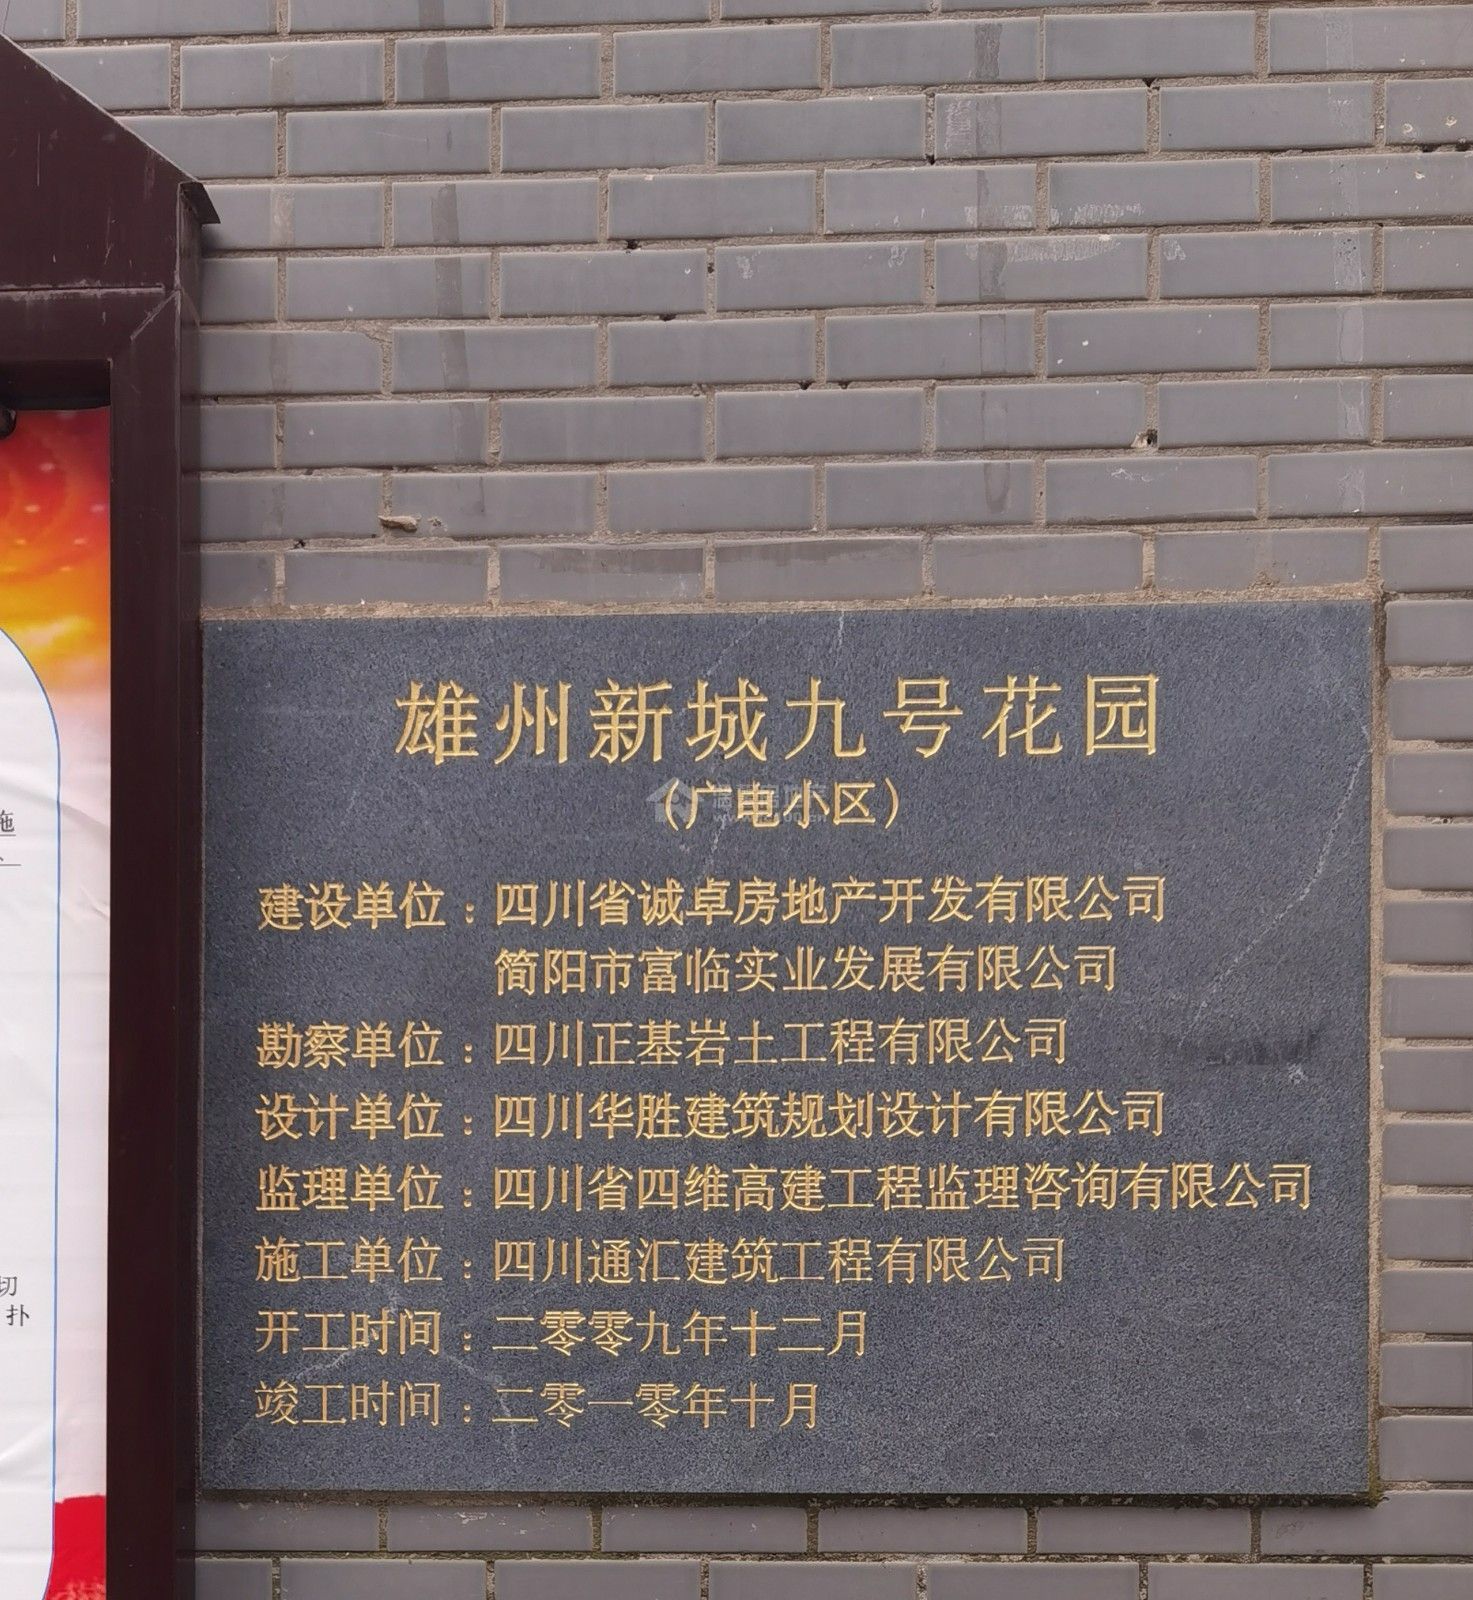 雄州新城九号花园
（广电小区）
建设单位：四川省诚卓房地产开发有限公司
简阳市富临实业发展有限公司
勘察单位：四川正基岩土工程有限公司
设计单位：四川华胜建筑规划设计有限公司
监理单位：四川省四维高建工程监理咨询有限公司
施工单位：四川通汇建筑工程有限公司
开工时间：二零零九年十二月
竣工时间：二零一零年十月
施
切
扑